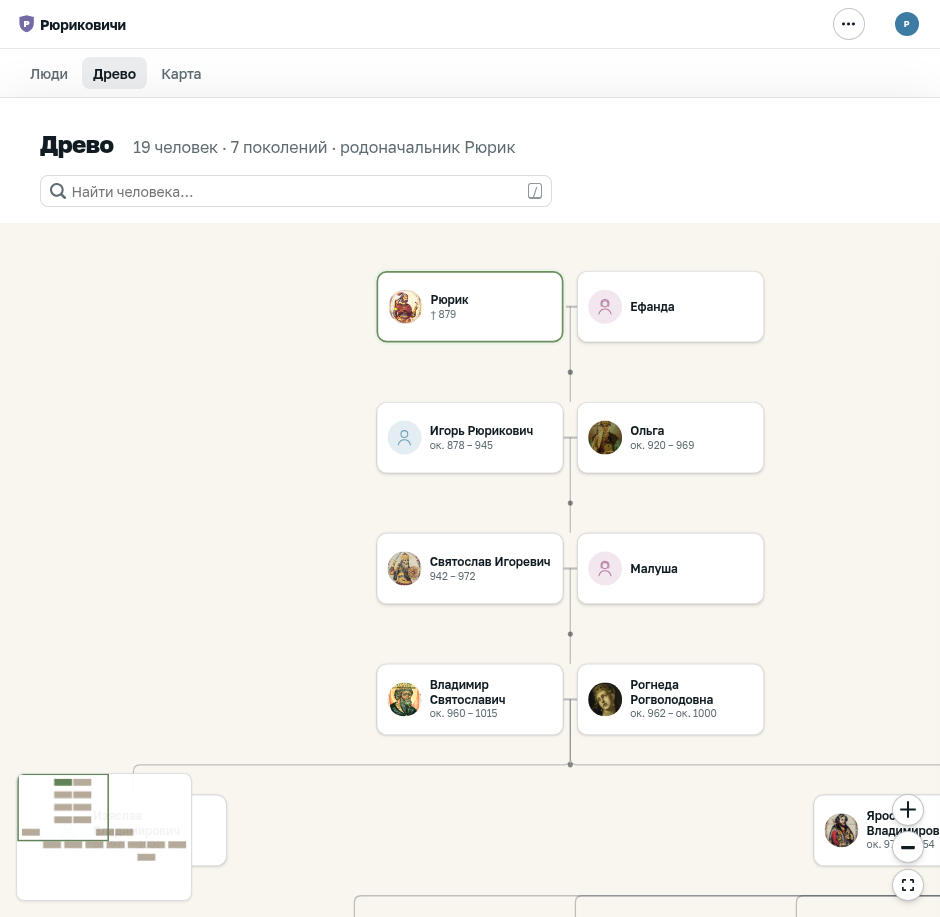 Рюриковичи
Р
Люди
Древо
Карта
Древо
19 человек · 7 поколений · родоначальник Рюрик
Найти человека...
/
Рюрик
† 879
Ефанда
Игорь Рюрикович
ок. 878 – 945
Ольга
ок. 920 – 969
Святослав Игоревич
942 – 972
Малуша
Владимир
Святославич
ок. 960 – 1015
Рогнеда
Рогволодовна
ок. 962 – ок. 1000
Изяслав